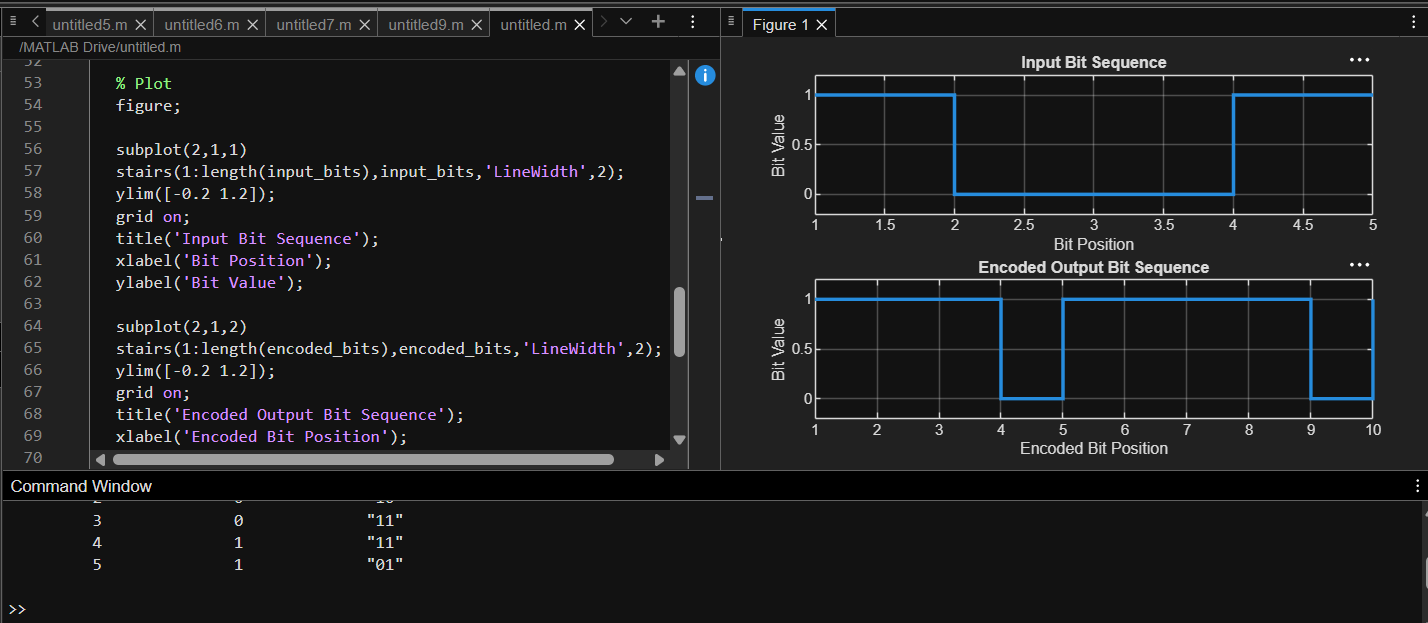 untitled5.m untitled6.m untitled7.m untitled9.m untitled.m
/MATLAB Drive/untitled.m
52
53 % Plot
54 figure;
55
56 subplot(2,1,1)
57 stairs(1:length(input_bits),input_bits,'LineWidth',2);
58 ylim([-0.2 1.2]);
59 grid on;
60 title('Input Bit Sequence');
61 xlabel('Bit Position');
62 ylabel('Bit Value');
63
64 subplot(2,1,2)
65 stairs(1:length(encoded_bits),encoded_bits,'LineWidth',2);
66 ylim([-0.2 1.2]);
67 grid on;
68 title('Encoded Output Bit Sequence');
69 xlabel('Encoded Bit Position');
70
Figure 1
Input Bit Sequence
Bit Value
1
0.5
0
1 1.5 2 2.5 3 3.5 4 4.5 5
Bit Position
Encoded Output Bit Sequence
Bit Value
1
0.5
0
1 2 3 4 5 6 7 8 9 10
Encoded Bit Position
Command Window
3 0 "11"
4 1 "11"
5 1 "01"
>>